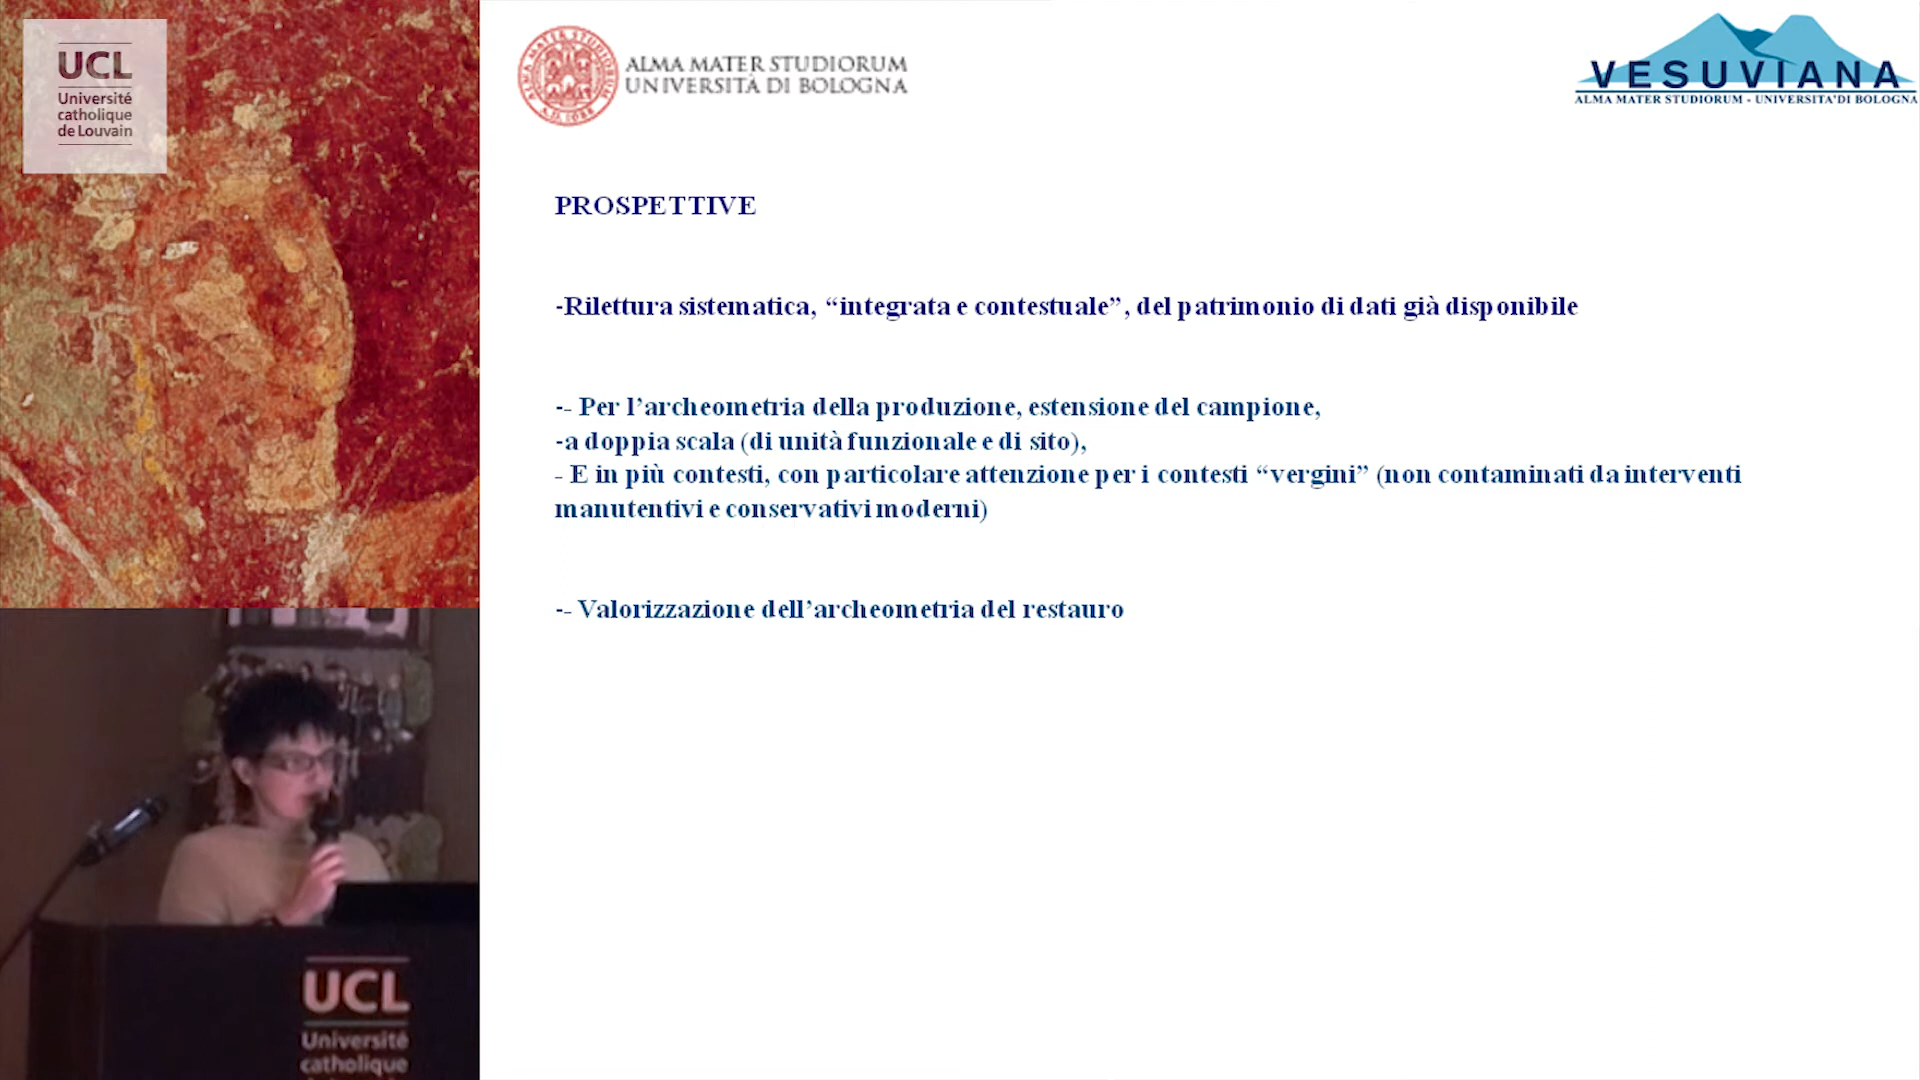 UCL
Université
catholique
de Louvain
ALMA MATER STUDIORUM
UNIVERSITÀ DI BOLOGNA
VESUVIANA
ALMA MATER STUDIORUM - UNIVERSITA'DI BOLOGNA
PROSPETTIVE
-Rilettura sistematica, “integrata e contestuale”, del patrimonio di dati già disponibile
-- Per l’archeometria della produzione, estensione del campione,
-a doppia scala (di unità funzionale e di sito),
- E in più contesti, con particolare attenzione per i contesti “vergini” (non contaminati da interventi
manutentivi e conservativi moderni)
-- Valorizzazione dell’archeometria del restauro
UCL
Université
catholique